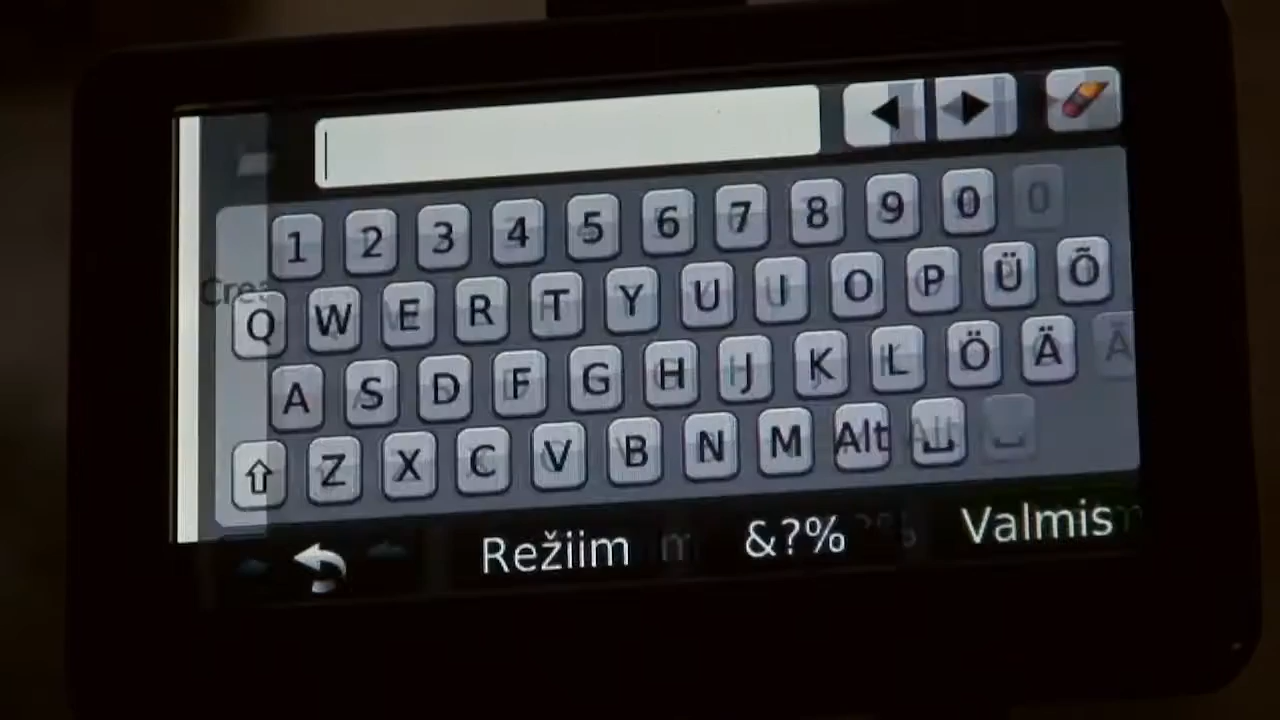 1 2 3 4 5 6 7 8 9 0
Q W E R T Y U I O P Ü Õ
A S D F G H J K L Ö Ä
Z X C V B N M Alt
Režiim &?% Valmis